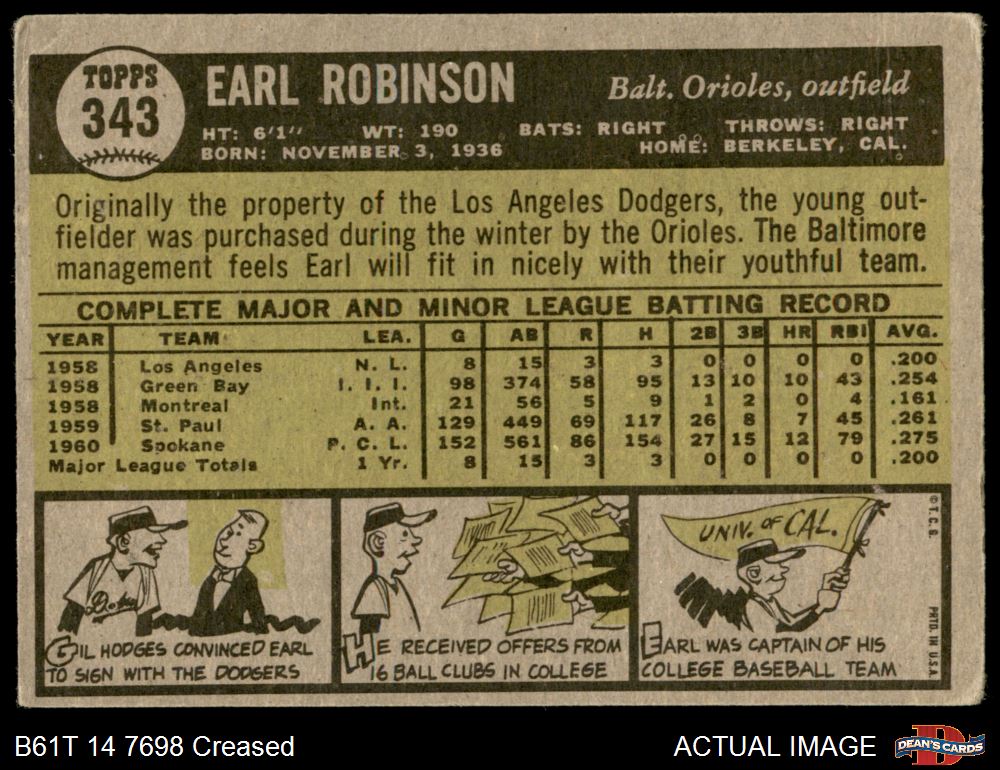 TOPPS
343
EARL ROBINSON
Balt. Orioles, outfield
HT: 6'1" WT: 190 BATS: RIGHT THROWS: RIGHT
BORN: NOVEMBER 3, 1936 HOME: BERKELEY, CAL.
Originally the property of the Los Angeles Dodgers, the young out-
fielder was purchased during the winter by the Orioles. The Baltimore
management feels Earl will fit in nicely with their youthful team.
COMPLETE MAJOR AND MINOR LEAGUE BATTING RECORD
YEAR TEAM LEA. G AB R H 2B 3B HR RBI AVG.
1958 Los Angeles N. L. 8 15 3 3 0 0 0 0 .200
1958 Green Bay I. I. I. 98 374 58 95 13 10 10 43 .254
1958 Montreal Int. 21 56 5 9 1 2 0 4 .161
1959 St. Paul A. A. 129 449 69 117 26 8 7 45 .261
1960 Spokane P. C. L. 152 561 86 154 27 15 12 79 .275
Major League Totals 1 Yr. 8 15 3 3 0 0 0 0 .200
GIL HODGES CONVINCED EARL
TO SIGN WITH THE DODGERS
HE RECEIVED OFFERS FROM
16 BALL CLUBS IN COLLEGE
UNIV. OF CAL.
EARL WAS CAPTAIN OF HIS
COLLEGE BASEBALL TEAM
© T. C. G.
PRTD. IN U.S.A.
B61T 14 7698 Creased
ACTUAL IMAGE
DEAN'S CARDS